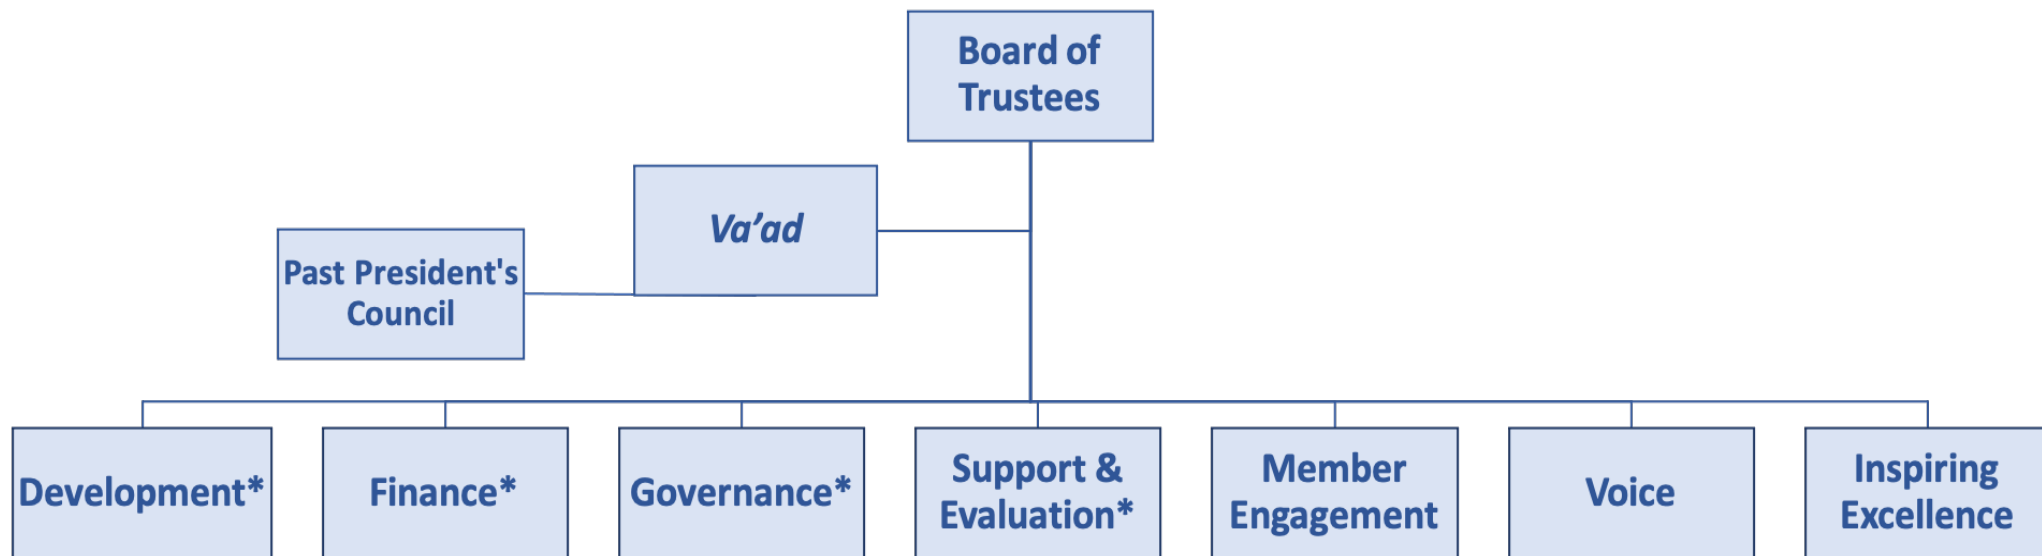 Board of
Trustees
Va’ad
Past President's
Council
Development*
Finance*
Governance*
Support &
Evaluation*
Member
Engagement
Voice
Inspiring
Excellence